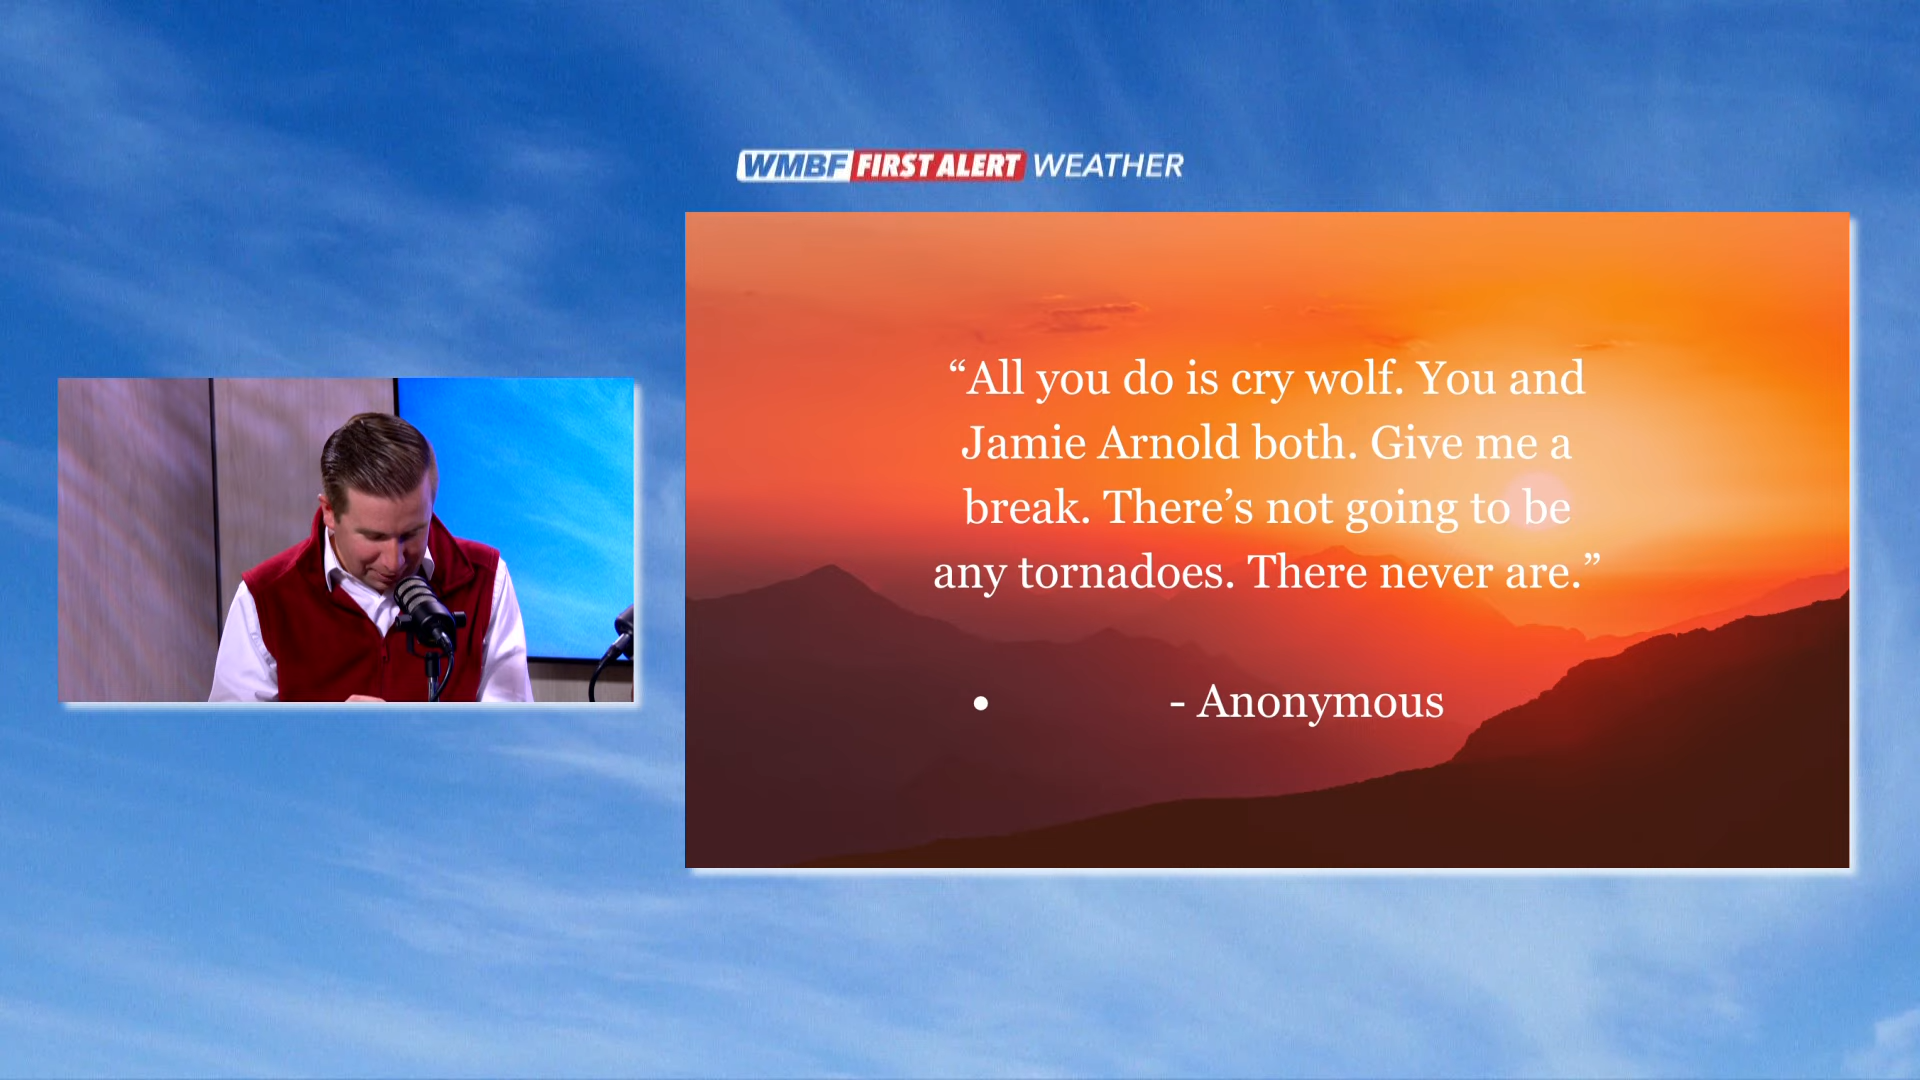 WMBF FIRST ALERT WEATHER
“All you do is cry wolf. You and
Jamie Arnold both. Give me a
break. There’s not going to be
any tornadoes. There never are.”
• - Anonymous